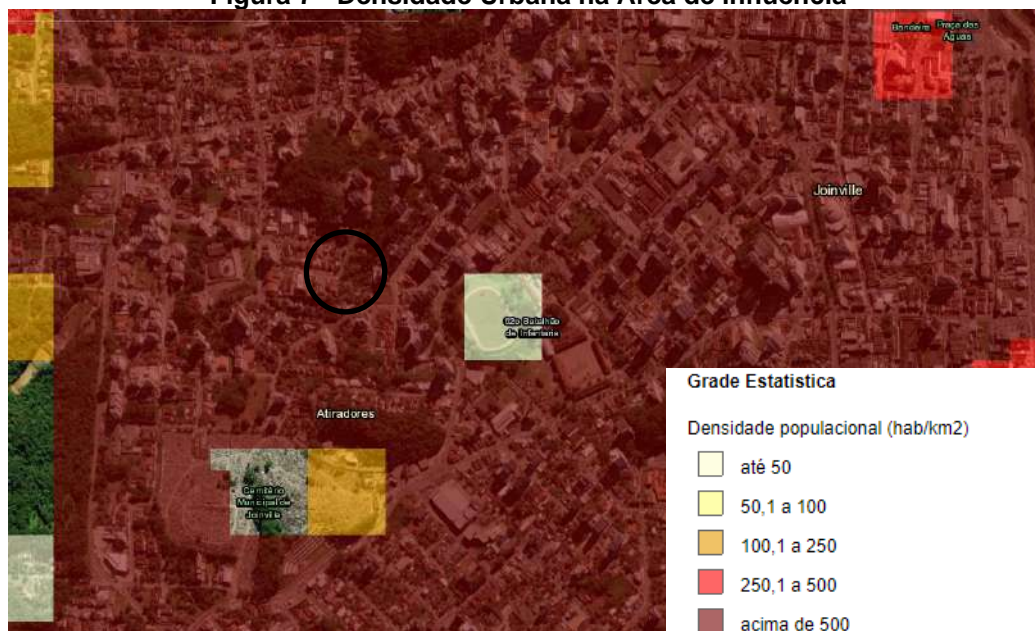 Figura 7 - Densidade Urbana na Área de Influência
Bandeira
Praça das
Águas
Joinville
62o Batalhão
de Infantaria
Atiradores
Cemitério
Municipal de
Joinville
Grade Estatistica
Densidade populacional (hab/km2)
até 50
50,1 a 100
100,1 a 250
250,1 a 500
acima de 500